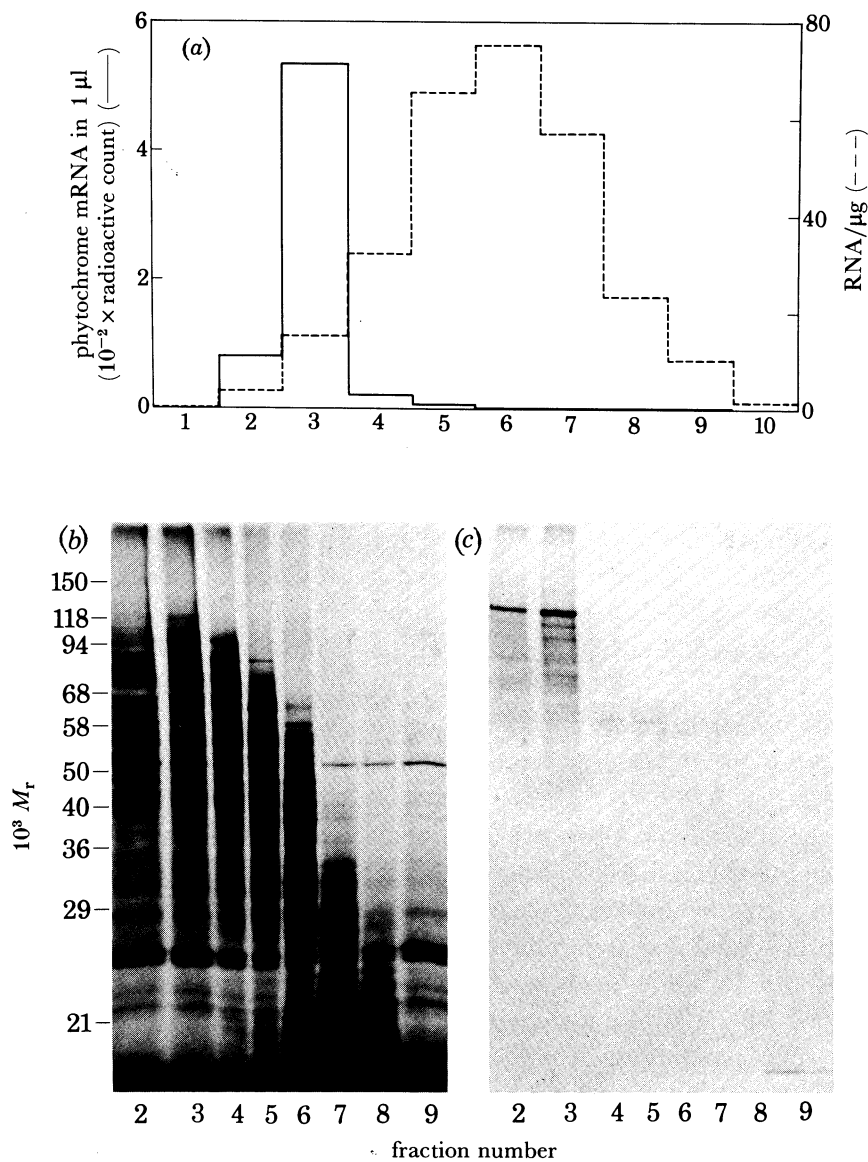 (a)
6
4
2
0
phytochrome mRNA in 1 μl
(10⁻² × radioactive count) (——)
80
40
0
RNA/μg (– – –)
1 2 3 4 5 6 7 8 9 10
(b)
150
118
94
68
58
50
40
36
29
21
10³ Mᵣ
2 3 4 5 6 7 8 9
(c)
2 3 4 5 6 7 8 9
fraction number